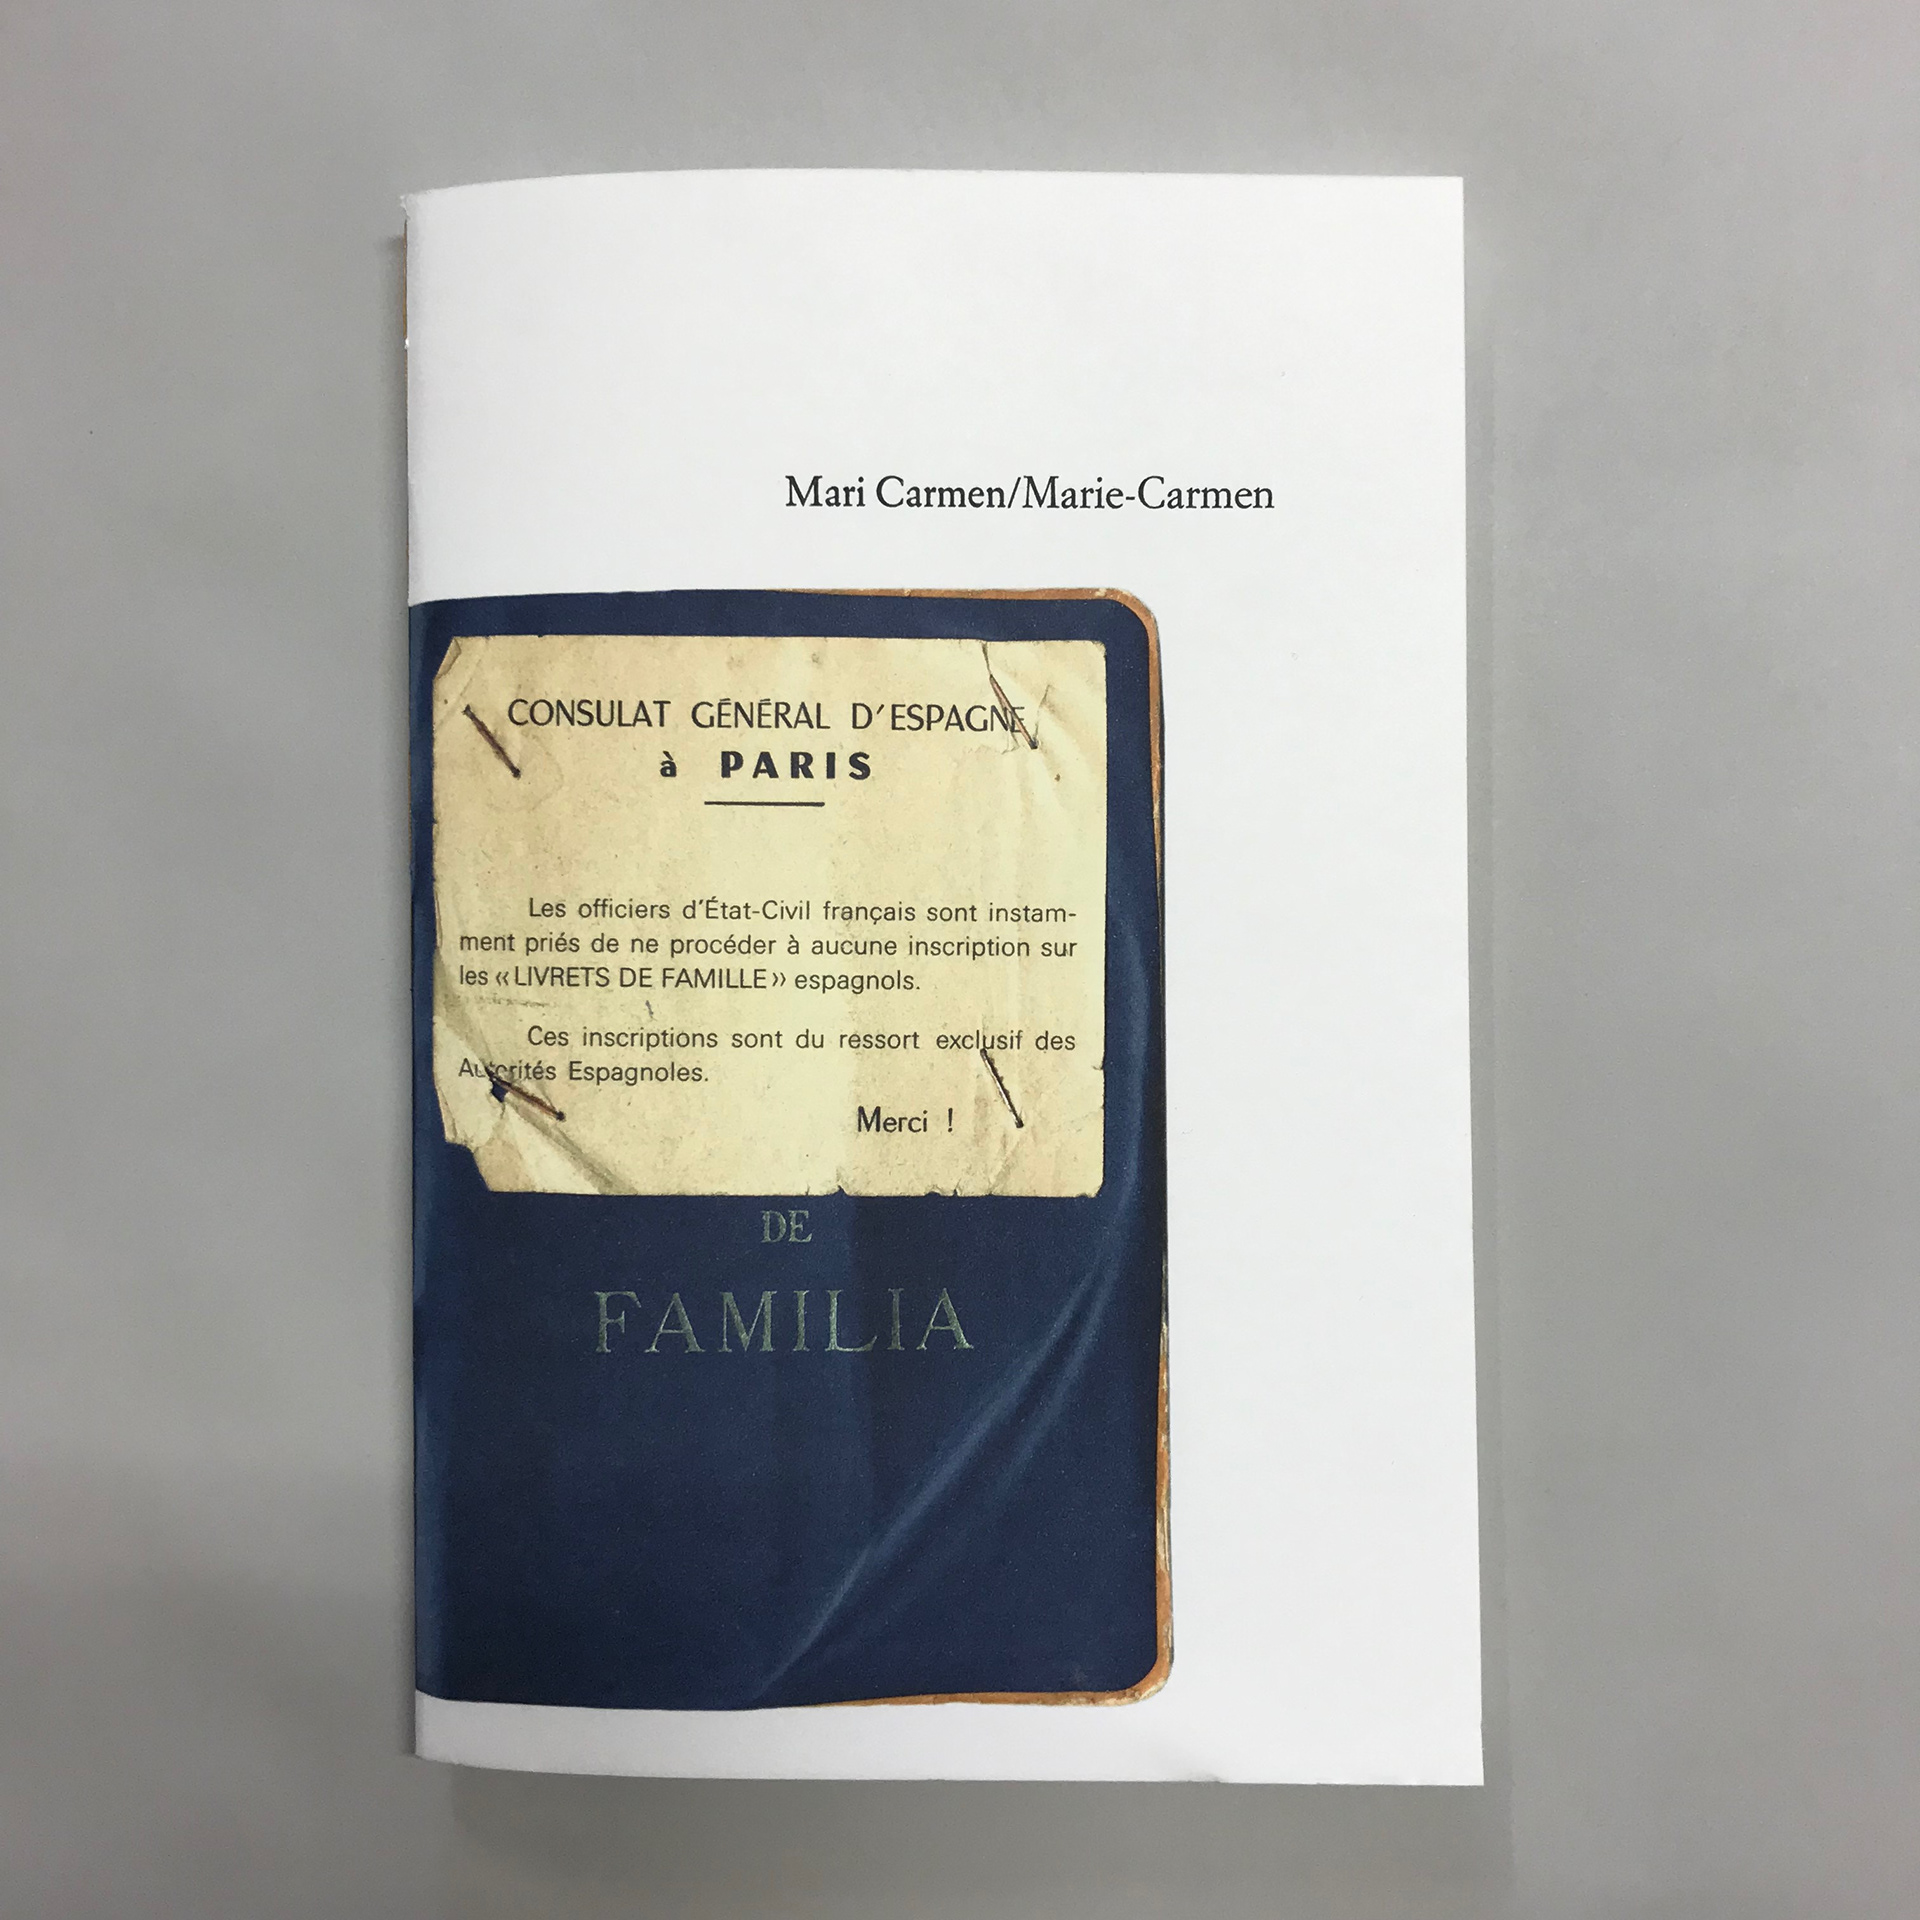 Mari Carmen/Marie-Carmen
CONSULAT GÉNÉRAL D'ESPAGNE
à PARIS
Les officiers d'État-Civil français sont instam-
ment priés de ne procéder à aucune inscription sur
les «LIVRETS DE FAMILLE» espagnols.
Ces inscriptions sont du ressort exclusif des
Autorités Espagnoles.
Merci !
DE
FAMILIA